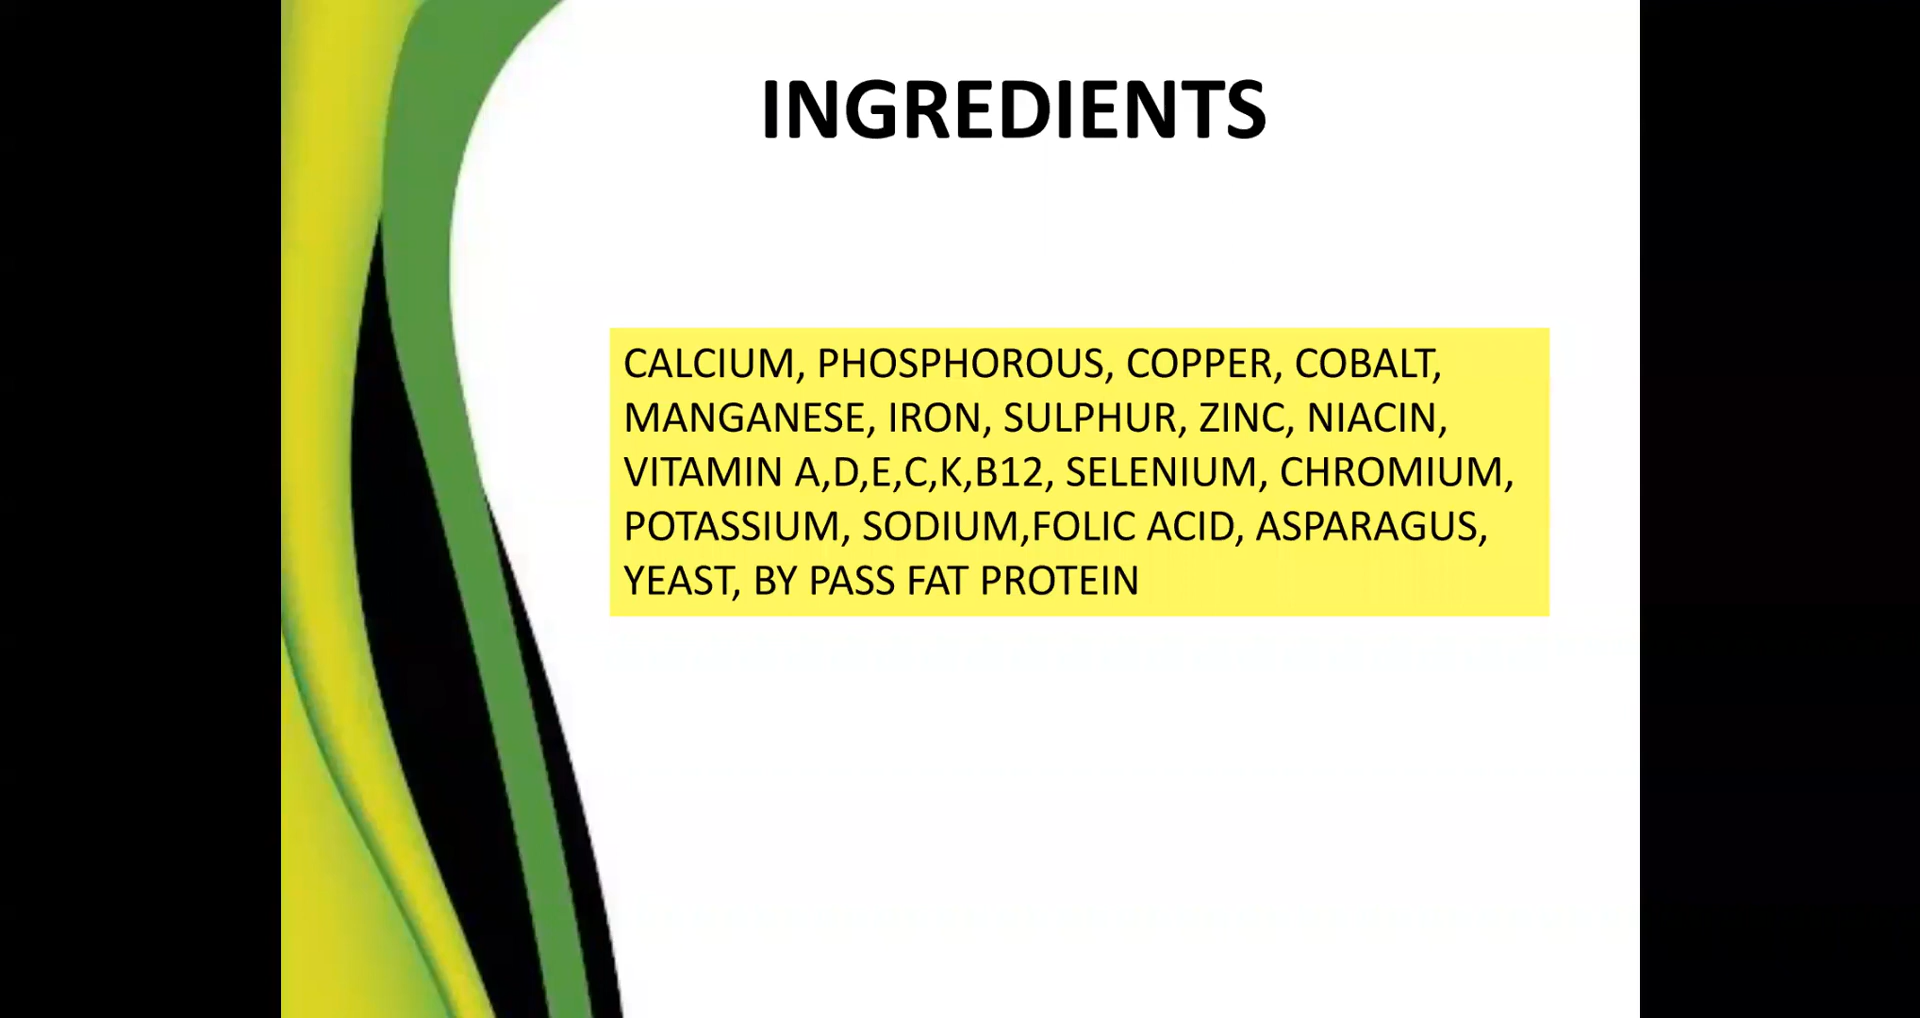 INGREDIENTS
CALCIUM, PHOSPHOROUS, COPPER, COBALT,
MANGANESE, IRON, SULPHUR, ZINC, NIACIN,
VITAMIN A,D,E,C,K,B12, SELENIUM, CHROMIUM,
POTASSIUM, SODIUM,FOLIC ACID, ASPARAGUS,
YEAST, BY PASS FAT PROTEIN